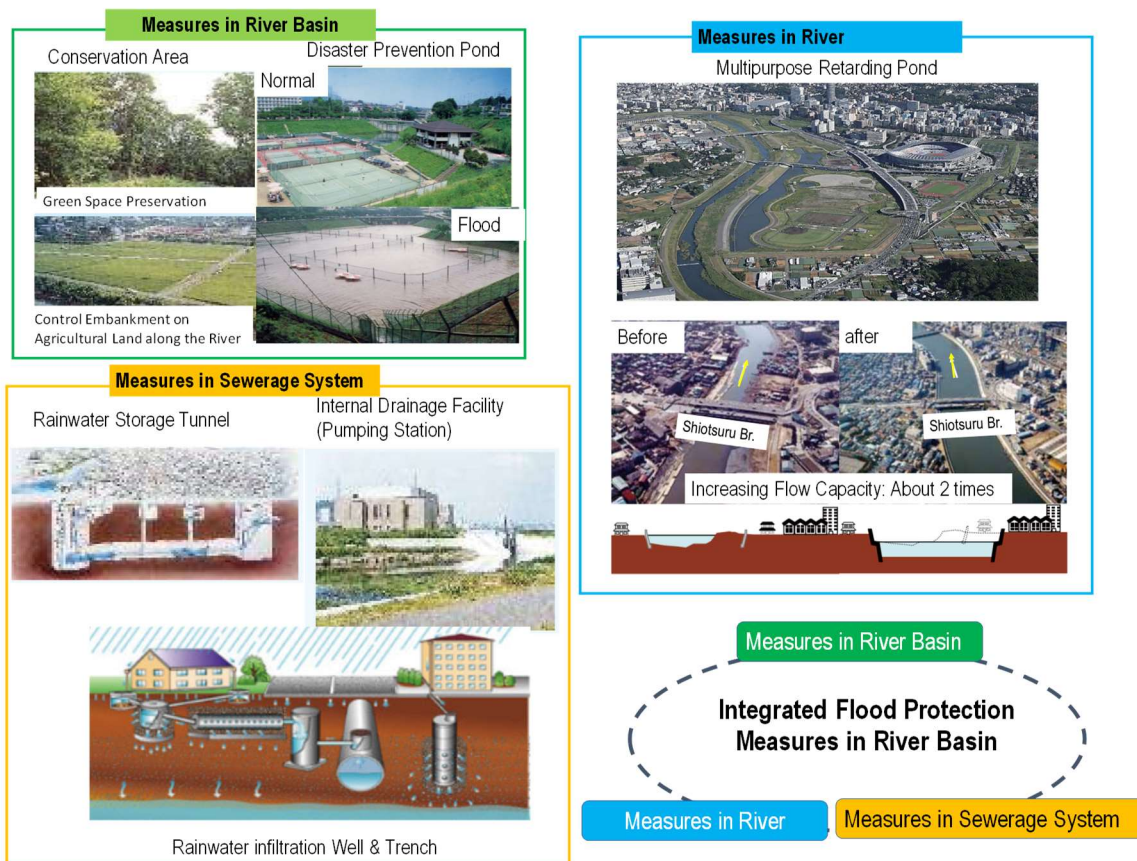 Measures in River Basin
Conservation Area
Disaster Prevention Pond
Normal
Green Space Preservation
Flood
Control Embankment on
Agricultural Land along the River
Measures in River
Multipurpose Retarding Pond
Before
after
Shiotsuru Br.
Shiotsuru Br.
Increasing Flow Capacity: About 2 times
Measures in Sewerage System
Rainwater Storage Tunnel
Internal Drainage Facility
(Pumping Station)
Rainwater infiltration Well & Trench
Measures in River Basin
Integrated Flood Protection
Measures in River Basin
Measures in River
Measures in Sewerage System